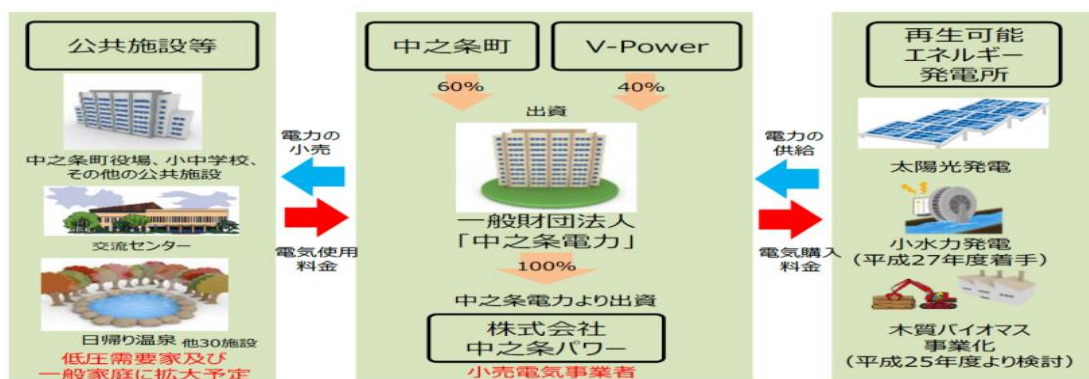 公共施設等
中之条町役場、小中学校、
その他の公共施設
交流センター
日帰り温泉 他30施設
低圧需要家及び
一般家庭に拡大予定
電力の
小売
電気使用
料金
中之条町
V-Power
60%
40%
出資
一般財団法人
「中之条電力」
100%
中之条電力より出資
株式会社
中之条パワー
小売電気事業者
電力の
供給
電気購入
料金
再生可能
エネルギー
発電所
太陽光発電
小水力発電
(平成27年度着手)
木質バイオマス
事業化
(平成25年度より検討)